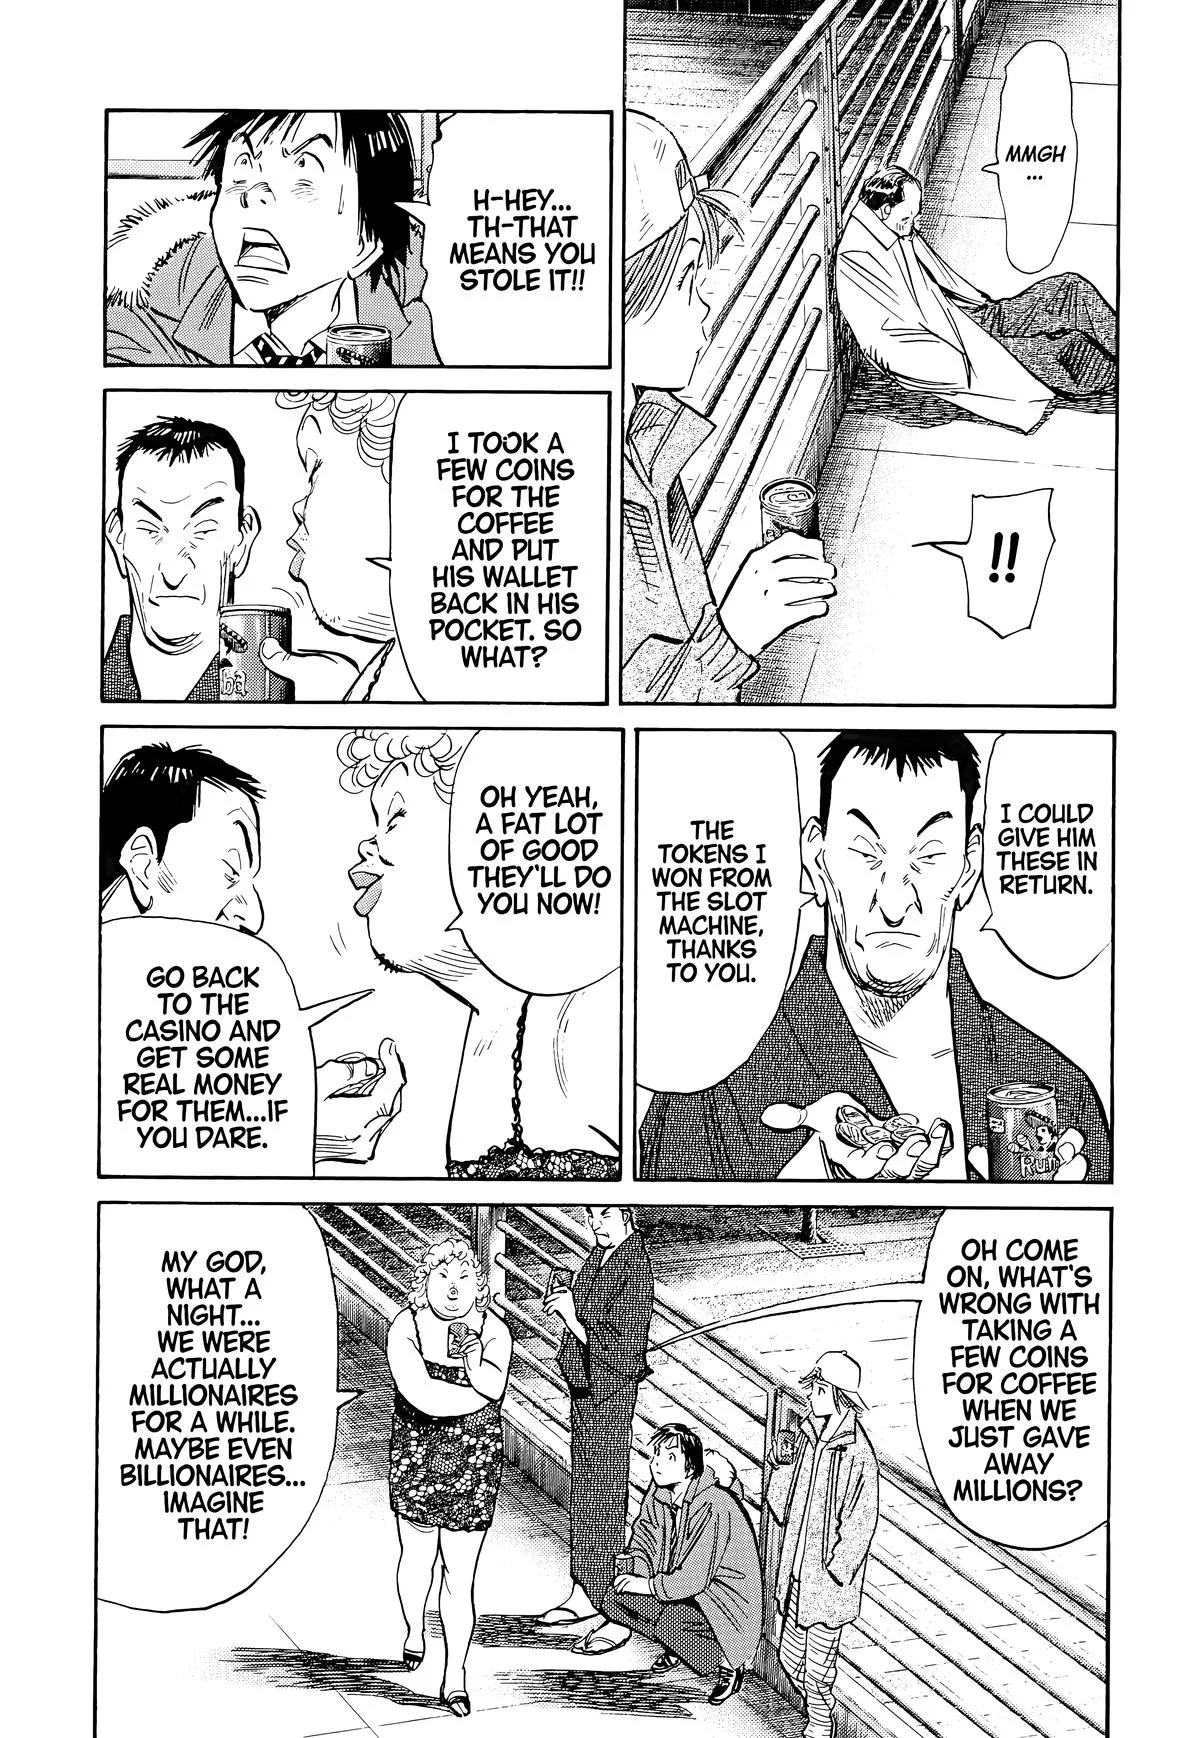 MMGH
...
!!
H-HEY...
TH-THAT
MEANS YOU
STOLE IT!!
I TOOK A
FEW COINS
FOR THE
COFFEE
AND PUT
HIS WALLET
BACK IN HIS
POCKET. SO
WHAT?
ba
I COULD
GIVE HIM
THESE IN
RETURN.
THE
TOKENS I
WON FROM
THE SLOT
MACHINE,
THANKS
TO YOU.
Rum
OH YEAH,
A FAT LOT
OF GOOD
THEY'LL DO
YOU NOW!
GO BACK
TO THE
CASINO AND
GET SOME
REAL MONEY
FOR THEM...IF
YOU DARE.
OH COME
ON, WHAT'S
WRONG WITH
TAKING A
FEW COINS
FOR COFFEE
WHEN WE
JUST GAVE
AWAY
MILLIONS?
MY GOD,
WHAT A
NIGHT...
WE WERE
ACTUALLY
MILLIONAIRES
FOR A WHILE.
MAYBE EVEN
BILLIONAIRES...
IMAGINE
THAT!